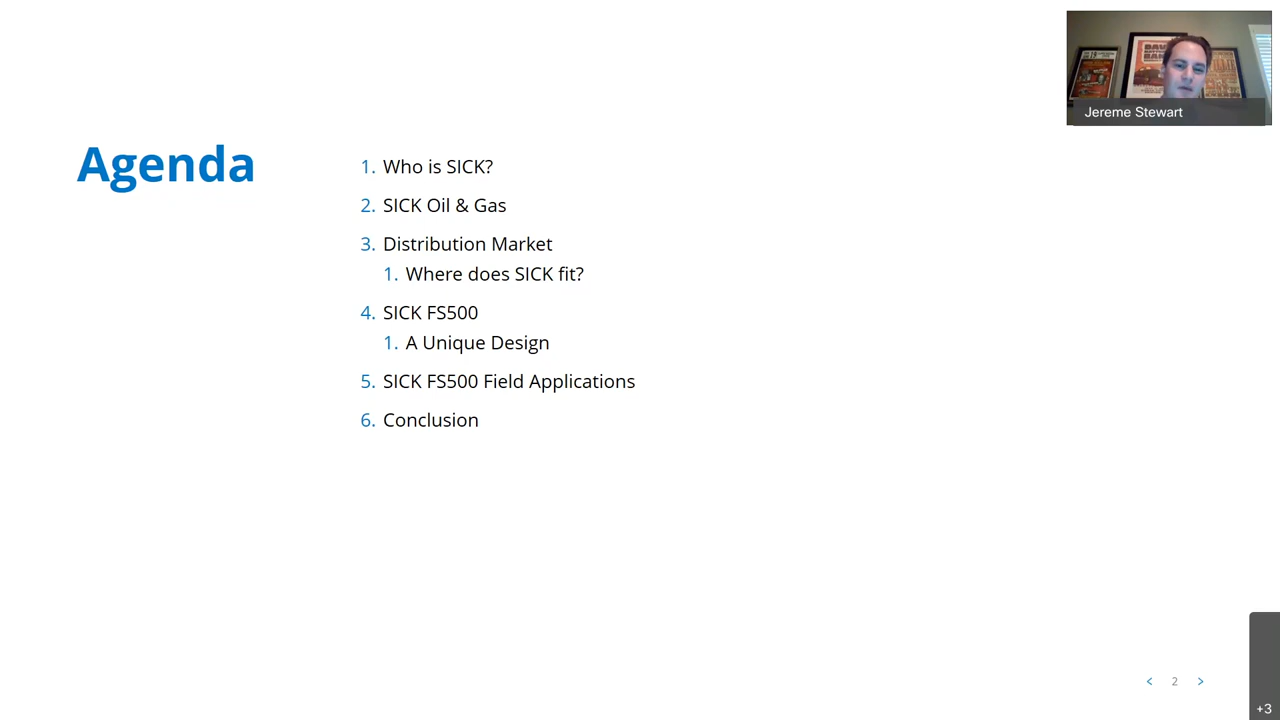 Agenda
1. Who is SICK?
2. SICK Oil & Gas
3. Distribution Market
1. Where does SICK fit?
4. SICK FS500
1. A Unique Design
5. SICK FS500 Field Applications
6. Conclusion
Jereme Stewart
< 2 >
+3